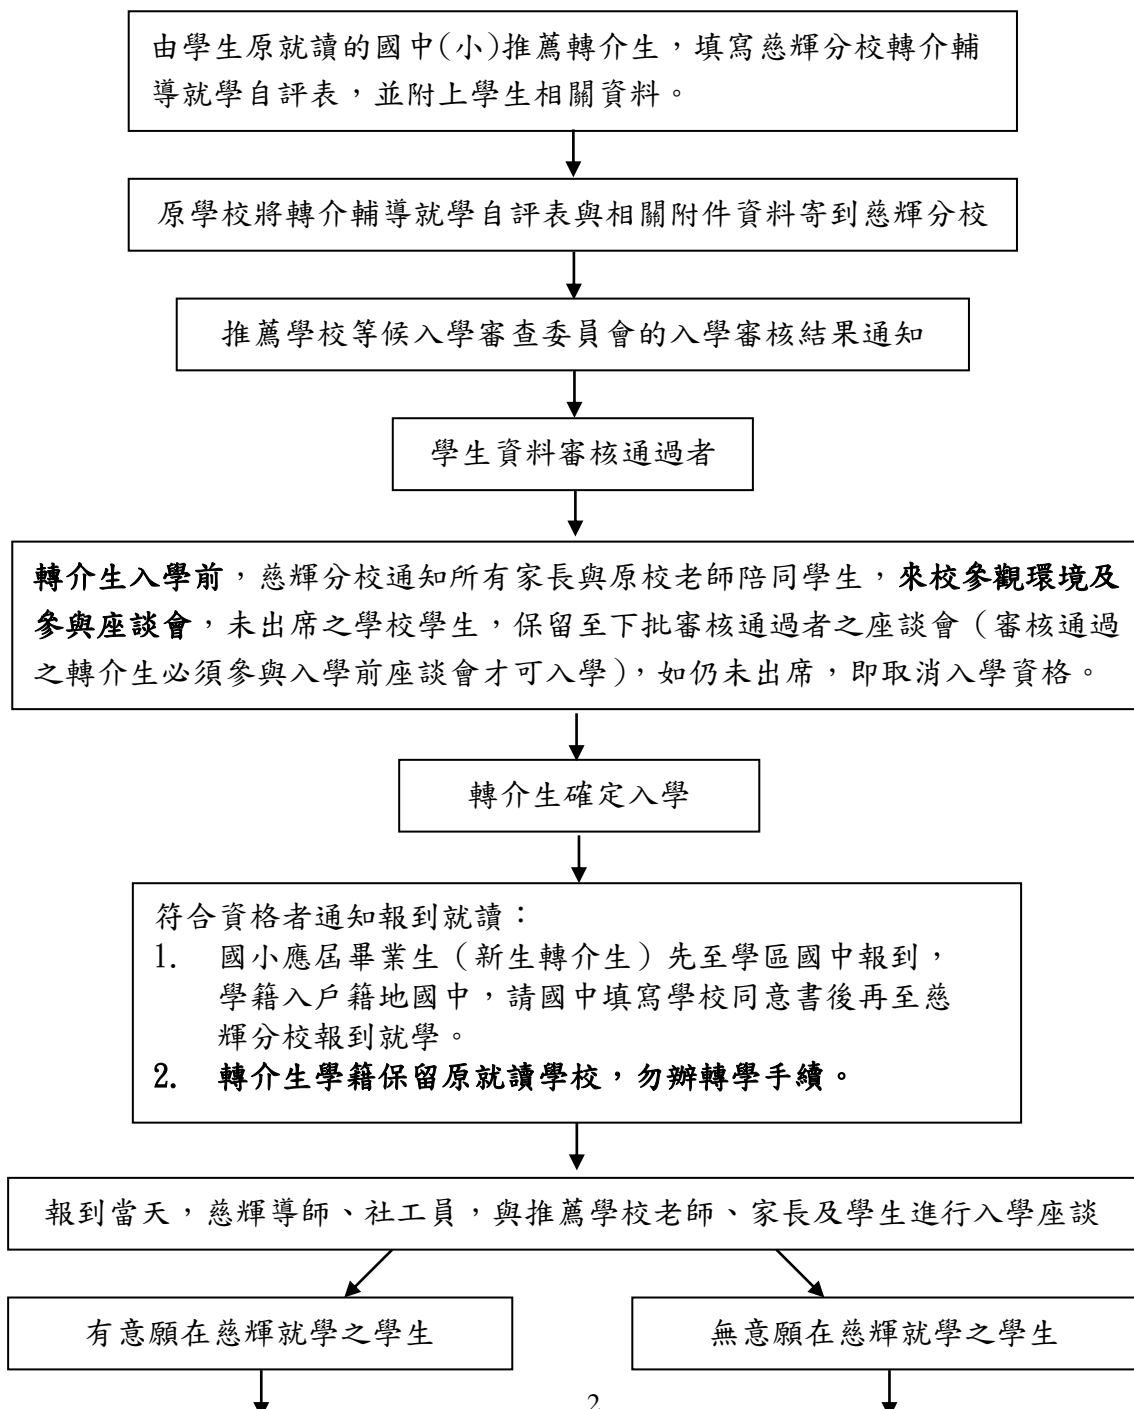 由學生原就讀的國中(小)推薦轉介生，填寫慈輝分校轉介輔
導就學自評表，並附上學生相關資料。
原學校將轉介輔導就學自評表與相關附件資料寄到慈輝分校
推薦學校等候入學審查委員會的入學審核結果通知
學生資料審核通過者
轉介生入學前，慈輝分校通知所有家長與原校老師陪同學生，來校參觀環境及
參與座談會，未出席之學校學生，保留至下批審核通過者之座談會（審核通過
之轉介生必須參與入學前座談會才可入學），如仍未出席，即取消入學資格。
轉介生確定入學
符合資格者通知報到就讀：
1. 國小應屆畢業生（新生轉介生）先至學區國中報到，
學籍入戶籍地國中，請國中填寫學校同意書後再至慈
輝分校報到就學。
2. 轉介生學籍保留原就讀學校，勿辦轉學手續。
報到當天，慈輝導師、社工員，與推薦學校老師、家長及學生進行入學座談
有意願在慈輝就學之學生
無意願在慈輝就學之學生
2